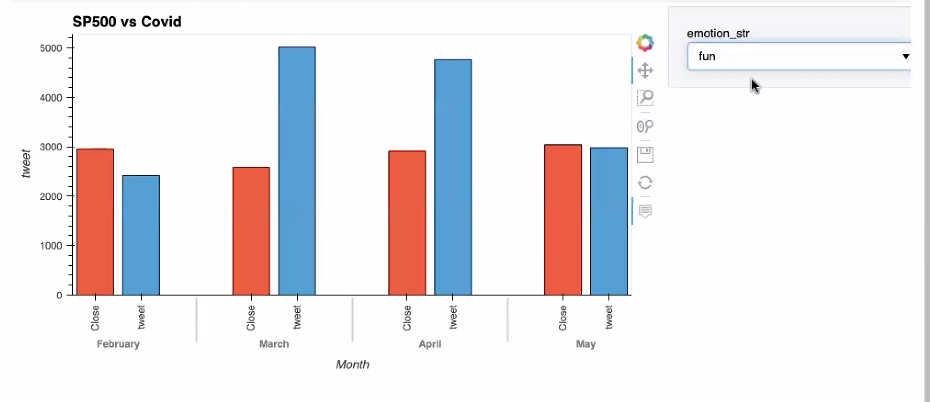 SP500 vs Covid
emotion_str
fun
tweet
5000
4000
3000
2000
1000
0
Close
tweet
Close
tweet
Close
tweet
Close
tweet
February
March
April
May
Month